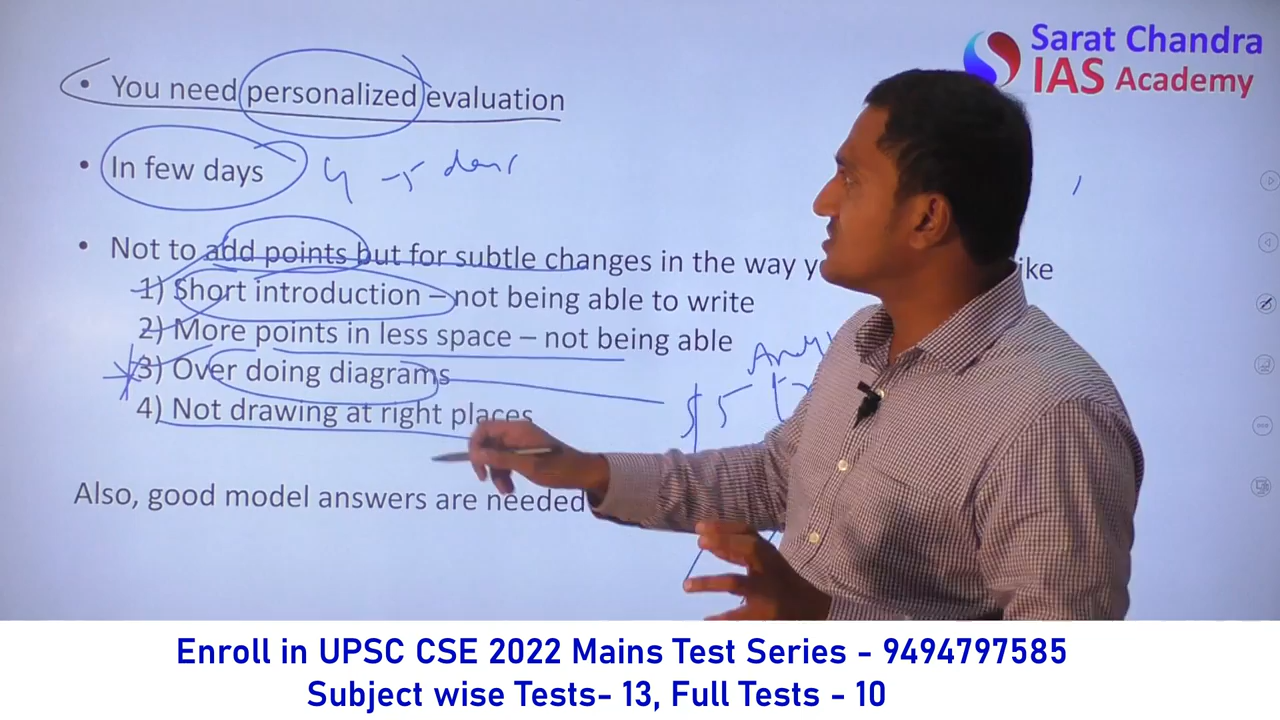 Sarat Chandra
IAS Academy
• You need personalized evaluation
• In few days 4 - 5 days
• Not to add points but for subtle changes in the way y ike
1) Short introduction – not being able to write
2) More points in less space – not being able
3) Over doing diagrams
4) Not drawing at right places
Also, good model answers are needed
Enroll in UPSC CSE 2022 Mains Test Series - 9494797585
Subject wise Tests- 13, Full Tests - 10